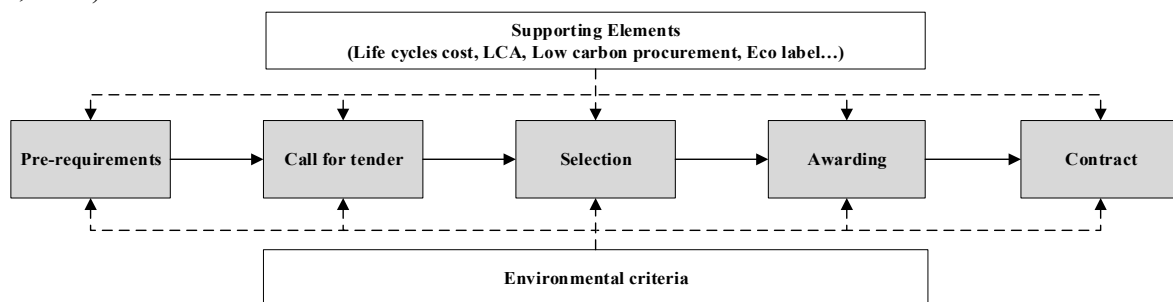 Supporting Elements
(Life cycles cost, LCA, Low carbon procurement, Eco label…)
Pre-requirements
Call for tender
Selection
Awarding
Contract
Environmental criteria